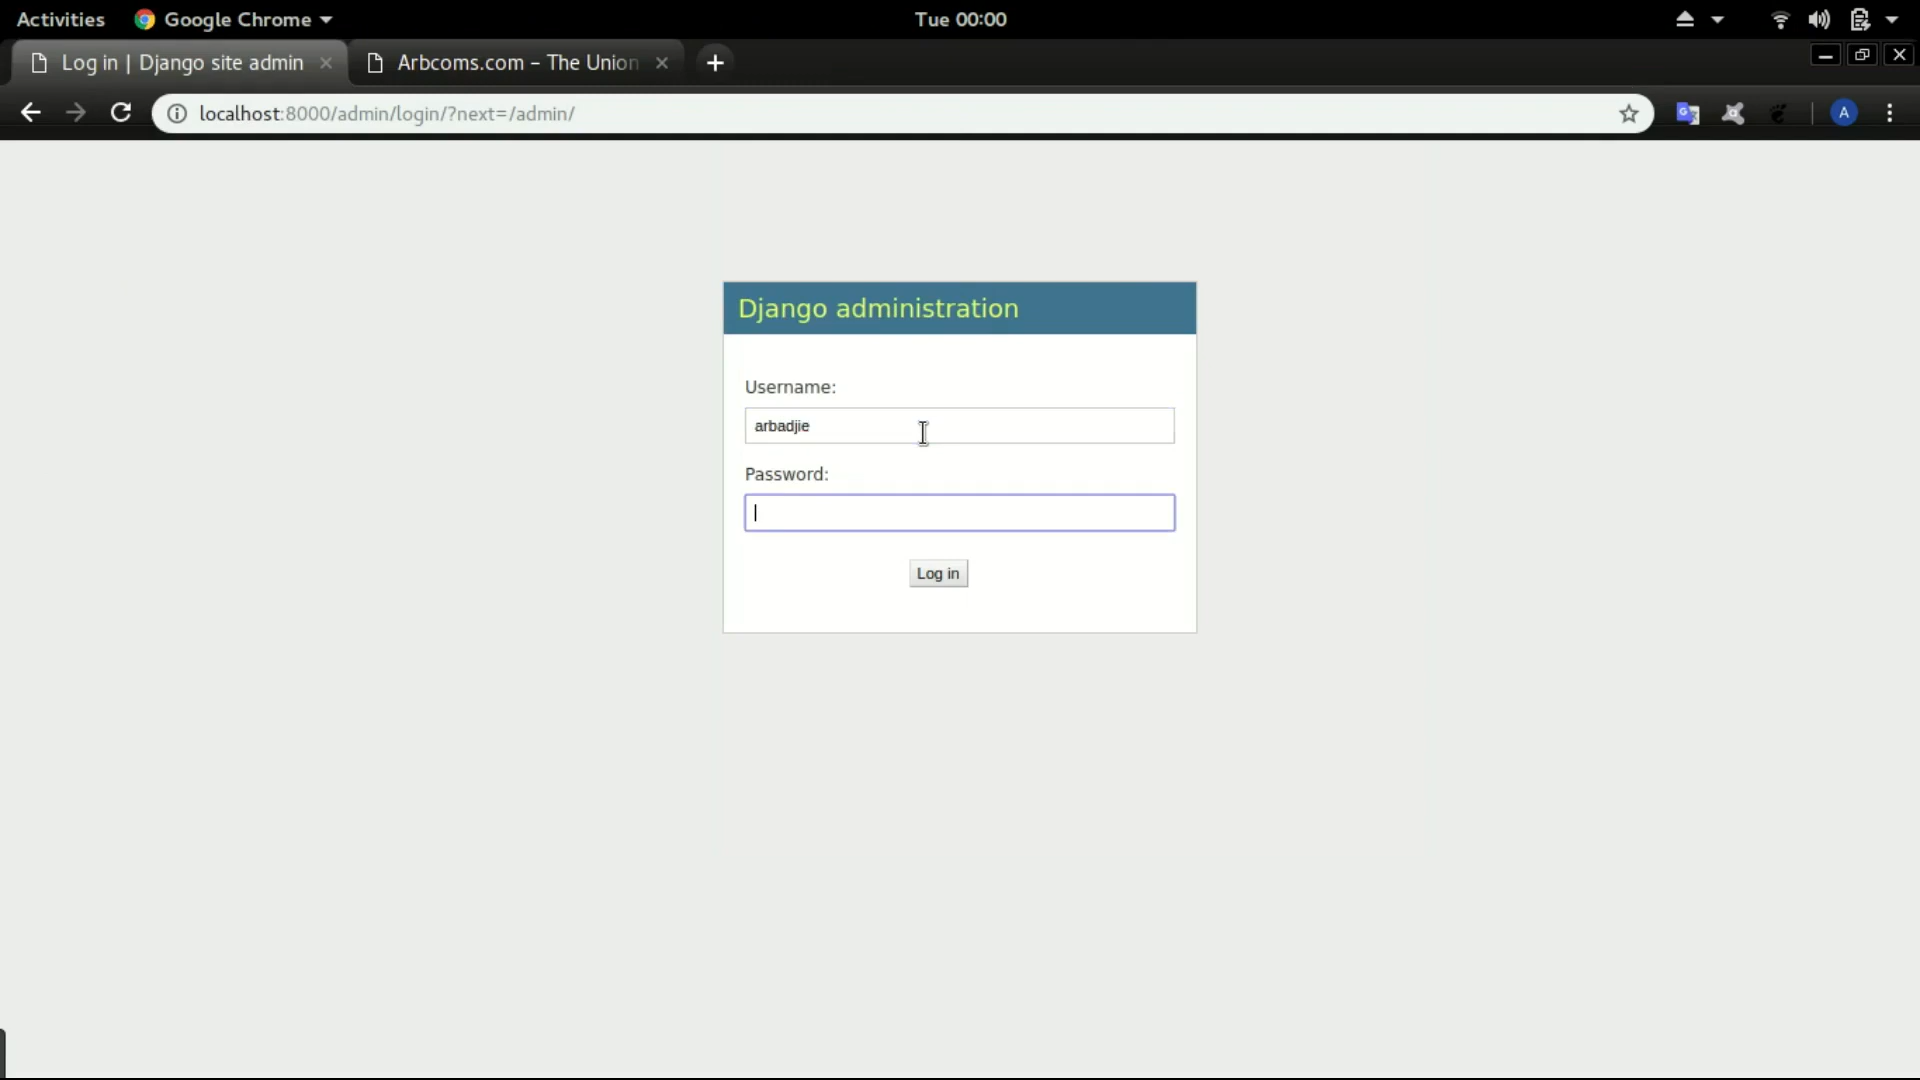 Activities Google Chrome Tue 00:00
Log in | Django site admin Arbcoms.com – The Union
localhost:8000/admin/login/?next=/admin/ A
Django administration
Username:
arbadjie
Password:
Log in